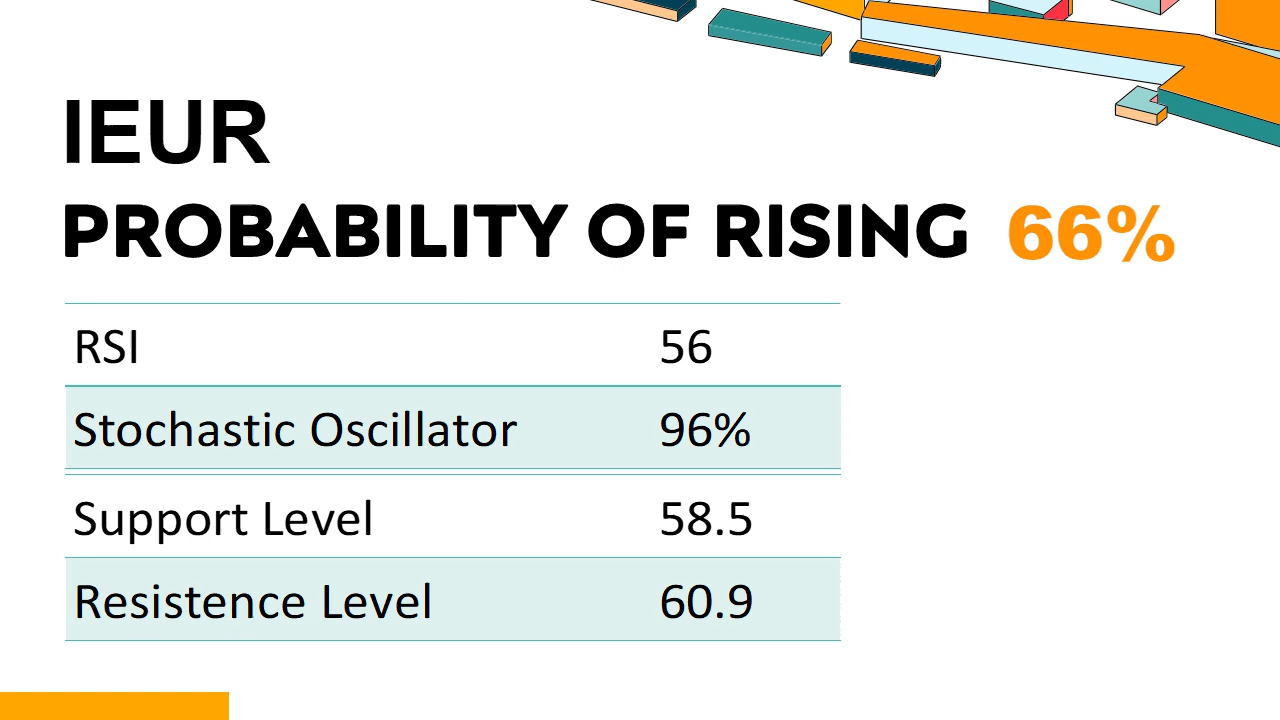 IEUR
PROBABILITY OF RISING 66%
RSI 56
Stochastic Oscillator 96%
Support Level 58.5
Resistence Level 60.9